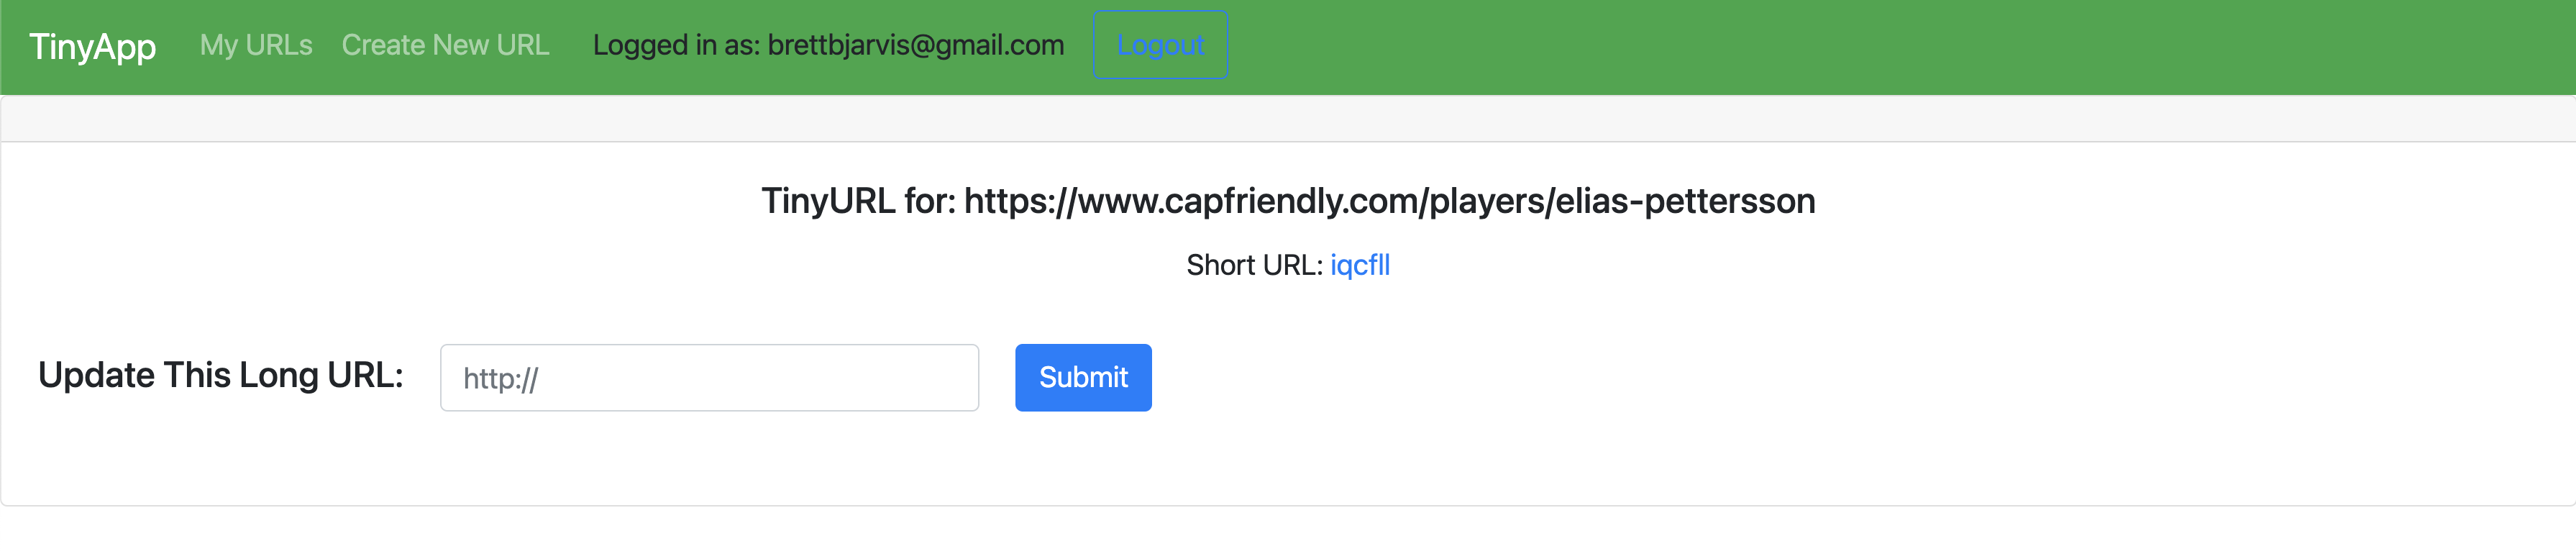 TinyApp My URLs Create New URL Logged in as: brettbjarvis@gmail.com Logout
TinyURL for: https://www.capfriendly.com/players/elias-pettersson
Short URL: iqcfll
Update This Long URL: http:// Submit